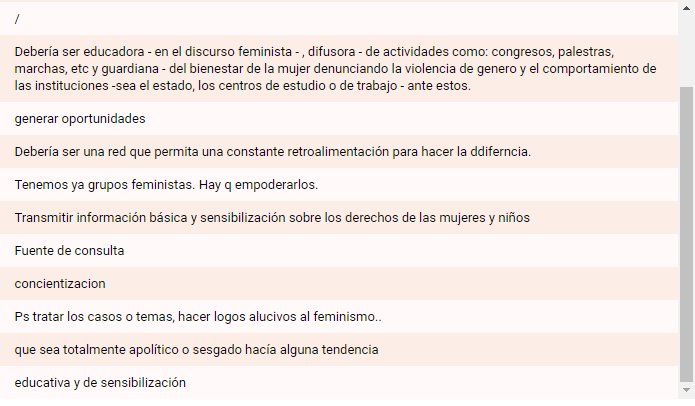 /
Debería ser educadora - en el discurso feminista - , difusora - de actividades como: congresos, palestras,
marchas, etc y guardiana - del bienestar de la mujer denunciando la violencia de genero y el comportamiento de
las instituciones -sea el estado, los centros de estudio o de trabajo - ante estos.
generar oportunidades
Debería ser una red que permita una constante retroalimentación para hacer la ddiferncia.
Tenemos ya grupos feministas. Hay q empoderarlos.
Transmitir información básica y sensibilización sobre los derechos de las mujeres y niños
Fuente de consulta
concientizacion
Ps tratar los casos o temas, hacer logos alucivos al feminismo..
que sea totalmente apolítico o sesgado hacía alguna tendencia
educativa y de sensibilización